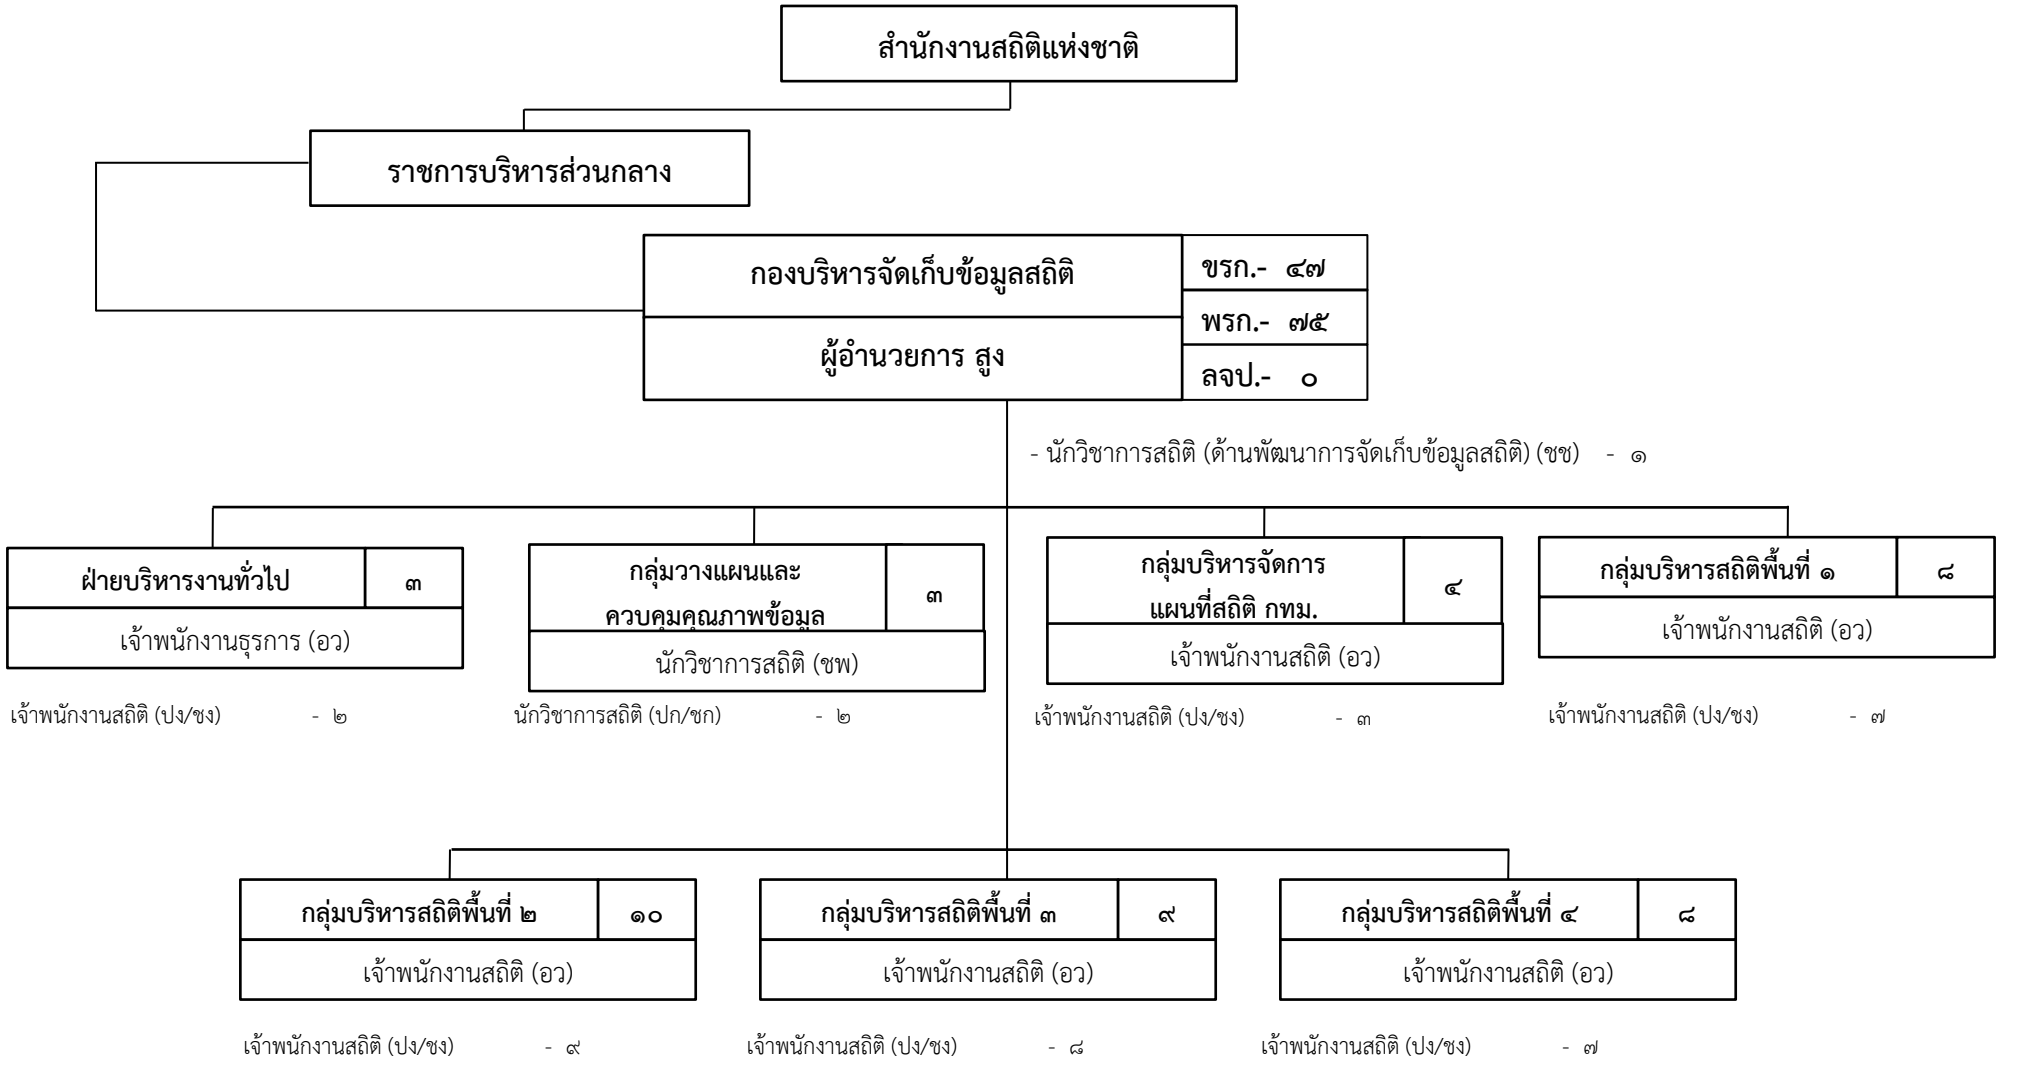 สำนักงานสถิติแห่งชาติ
ราชการบริหารส่วนกลาง
กองบริหารจัดเก็บข้อมูลสถิติ
ผู้อำนวยการ สูง
ขรก.- ๔๗
พรก.- ๗๕
ลจป.- ๐
- นักวิชาการสถิติ (ด้านพัฒนาการจัดเก็บข้อมูลสถิติ) (ชช) - ๑
ฝ่ายบริหารงานทั่วไป ๓
เจ้าพนักงานธุรการ (อว)
เจ้าพนักงานสถิติ (ปง/ชง) - ๒
กลุ่มวางแผนและ
ควบคุมคุณภาพข้อมูล ๓
นักวิชาการสถิติ (ชพ)
นักวิชาการสถิติ (ปก/ชก) - ๒
กลุ่มบริหารจัดการ
แผนที่สถิติ กทม. ๔
เจ้าพนักงานสถิติ (อว)
เจ้าพนักงานสถิติ (ปง/ชง) - ๓
กลุ่มบริหารสถิติพื้นที่ ๑ ๘
เจ้าพนักงานสถิติ (อว)
เจ้าพนักงานสถิติ (ปง/ชง) - ๗
กลุ่มบริหารสถิติพื้นที่ ๒ ๑๐
เจ้าพนักงานสถิติ (อว)
เจ้าพนักงานสถิติ (ปง/ชง) - ๙
กลุ่มบริหารสถิติพื้นที่ ๓ ๙
เจ้าพนักงานสถิติ (อว)
เจ้าพนักงานสถิติ (ปง/ชง) - ๘
กลุ่มบริหารสถิติพื้นที่ ๔ ๘
เจ้าพนักงานสถิติ (อว)
เจ้าพนักงานสถิติ (ปง/ชง) - ๗